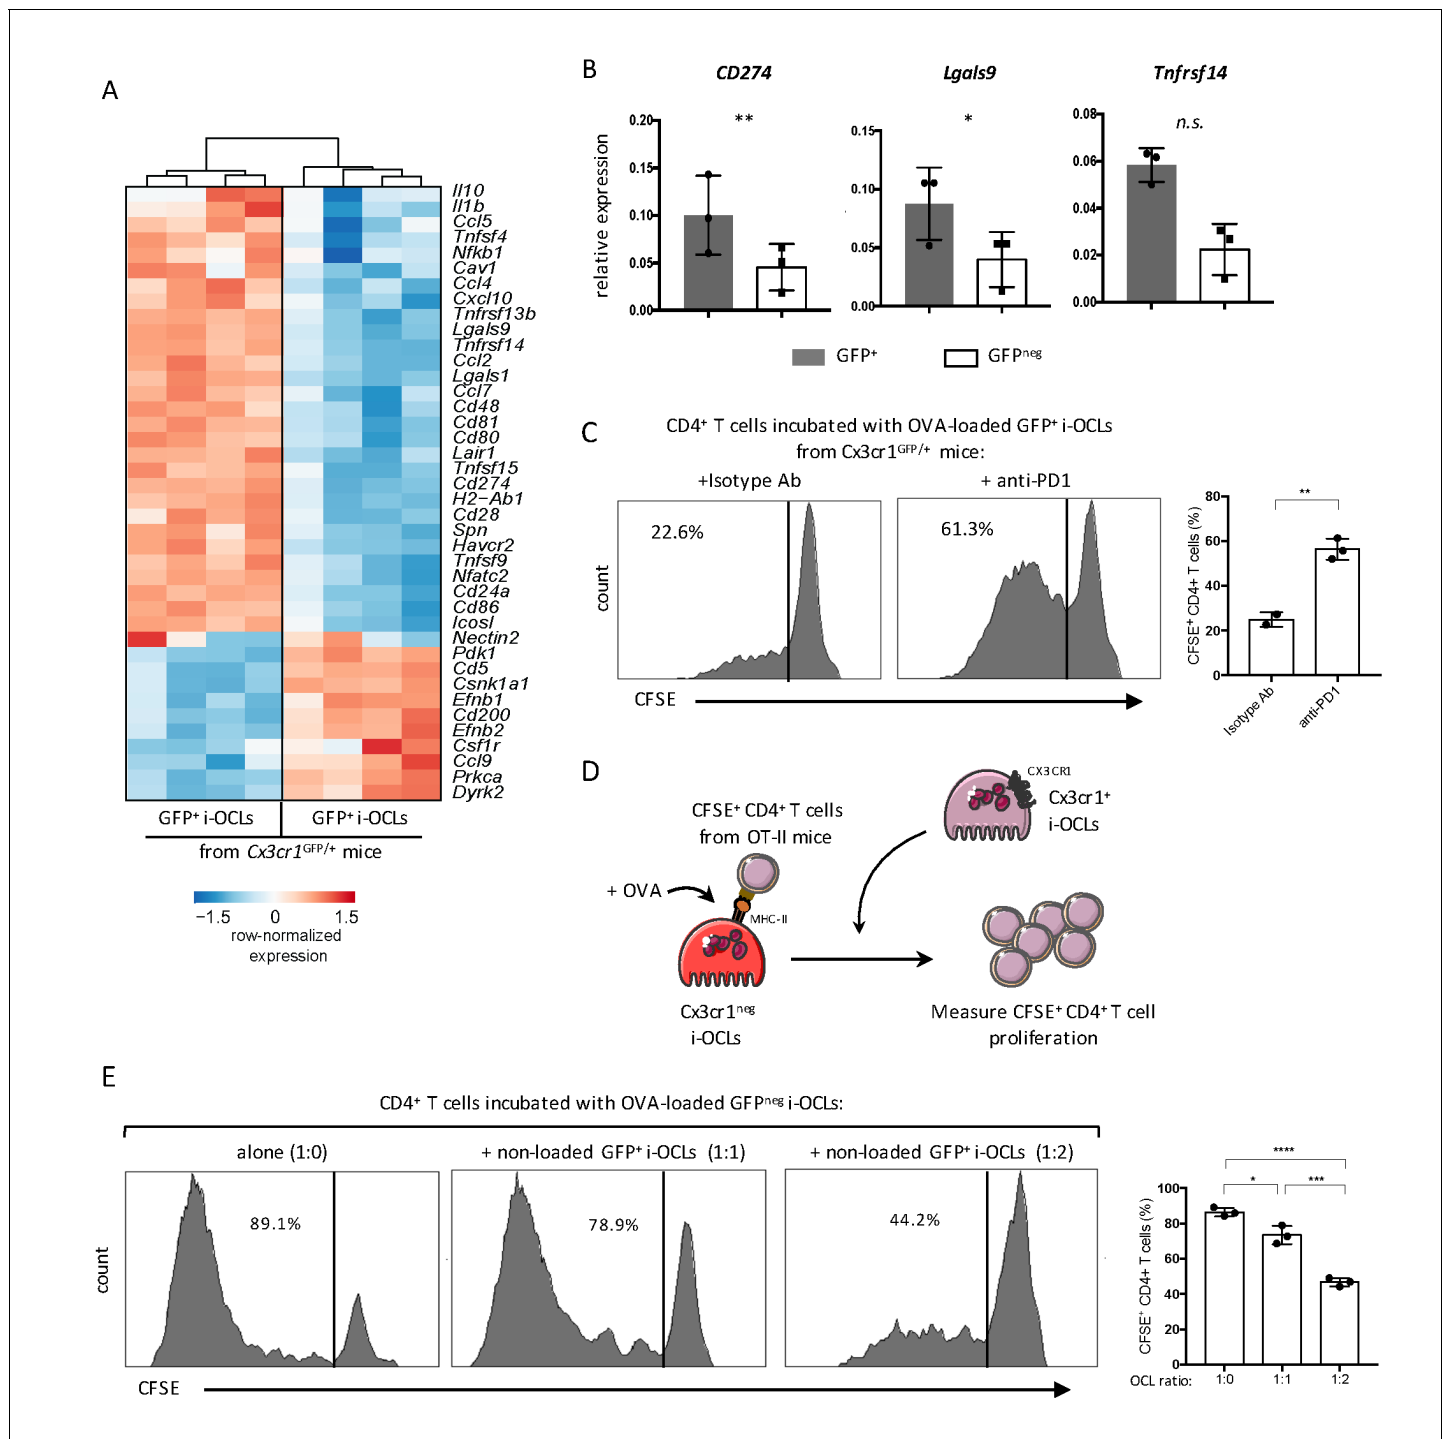 A
Il10
Il1b
Ccl5
Tnfsf4
Nfkb1
Cav1
Ccl4
Cxcl10
Tnfrsf13b
Lgals9
Tnfrsf14
Ccl2
Lgals1
Ccl7
Cd48
Cd81
Cd80
Lair1
Tnfsf15
Cd274
H2−Ab1
Cd28
Spn
Havcr2
Tnfsf9
Nfatc2
Cd24a
Cd86
Icosl
Nectin2
Pdk1
Cd5
Csnk1a1
Efnb1
Cd200
Efnb2
Csf1r
Ccl9
Prkca
Dyrk2
GFP⁺ i-OCLs GFP⁺ i-OCLs
from Cx3cr1ᴳᶠᴾ/⁺ mice
−1.5 0 1.5
row-normalized
expression
B
CD274 Lgals9 Tnfrsf14
relative expression
0.20
0.15
0.10
0.05
0.00
**
0.15
0.10
0.05
0.00
*
0.08
0.06
0.04
0.02
0.00
n.s.
GFP⁺ GFPⁿᵉᵍ
C
CD4⁺ T cells incubated with OVA-loaded GFP⁺ i-OCLs
from Cx3cr1ᴳᶠᴾ/⁺ mice:
+Isotype Ab + anti-PD1
22.6% 61.3%
count
CFSE
CFSE⁺ CD4+ T cells (%)
80
60
40
20
0
**
Isotype Ab anti-PD1
D
CFSE⁺ CD4⁺ T cells
from OT-II mice
+ OVA
MHC-II
Cx3cr1ⁿᵉᵍ
i-OCLs
CX3CR1
Cx3cr1⁺
i-OCLs
Measure CFSE⁺ CD4⁺ T cell
proliferation
E
CD4⁺ T cells incubated with OVA-loaded GFPⁿᵉᵍ i-OCLs:
alone (1:0) + non-loaded GFP⁺ i-OCLs (1:1) + non-loaded GFP⁺ i-OCLs (1:2)
89.1% 78.9% 44.2%
count
CFSE
CFSE⁺ CD4+ T cells (%)
100
80
60
40
20
0
****
* ***
OCL ratio: 1:0 1:1 1:2